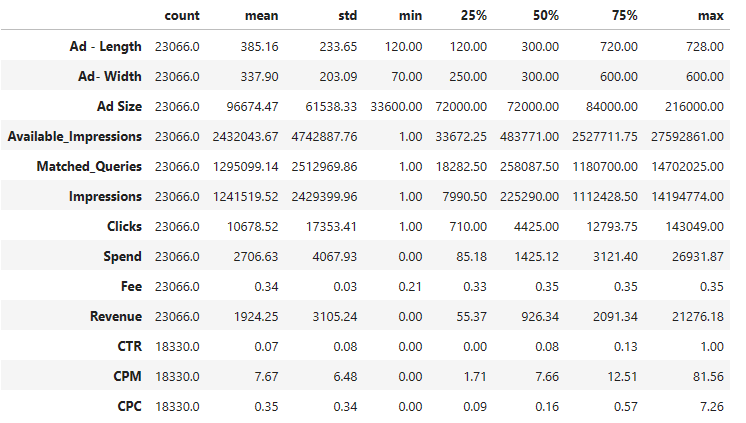 count mean std min 25% 50% 75% max
Ad - Length 23066.0 385.16 233.65 120.00 120.00 300.00 720.00 728.00
Ad- Width 23066.0 337.90 203.09 70.00 250.00 300.00 600.00 600.00
Ad Size 23066.0 96674.47 61538.33 33600.00 72000.00 72000.00 84000.00 216000.00
Available_Impressions 23066.0 2432043.67 4742887.76 1.00 33672.25 483771.00 2527711.75 27592861.00
Matched_Queries 23066.0 1295099.14 2512969.86 1.00 18282.50 258087.50 1180700.00 14702025.00
Impressions 23066.0 1241519.52 2429399.96 1.00 7990.50 225290.00 1112428.50 14194774.00
Clicks 23066.0 10678.52 17353.41 1.00 710.00 4425.00 12793.75 143049.00
Spend 23066.0 2706.63 4067.93 0.00 85.18 1425.12 3121.40 26931.87
Fee 23066.0 0.34 0.03 0.21 0.33 0.35 0.35 0.35
Revenue 23066.0 1924.25 3105.24 0.00 55.37 926.34 2091.34 21276.18
CTR 18330.0 0.07 0.08 0.00 0.00 0.08 0.13 1.00
CPM 18330.0 7.67 6.48 0.00 1.71 7.66 12.51 81.56
CPC 18330.0 0.35 0.34 0.00 0.09 0.16 0.57 7.26